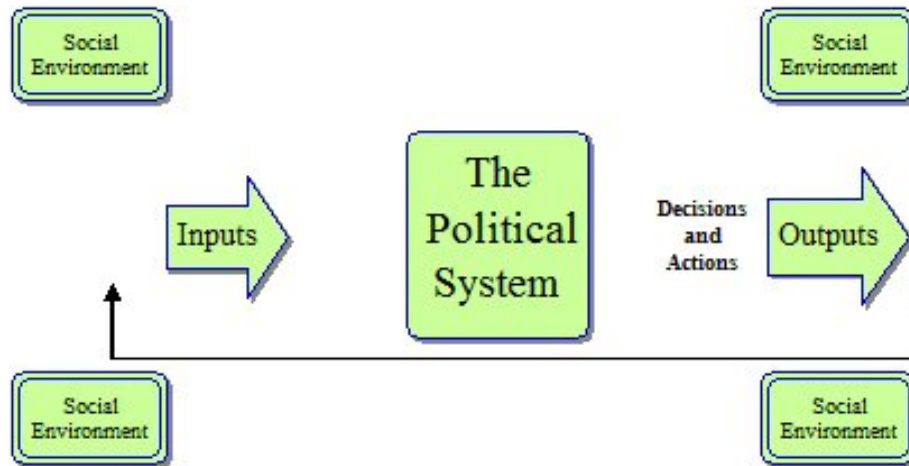 Social
Environment
Social
Environment
The
Political
System
Inputs
Decisions
and
Actions
Outputs
Social
Environment
Social
Environment